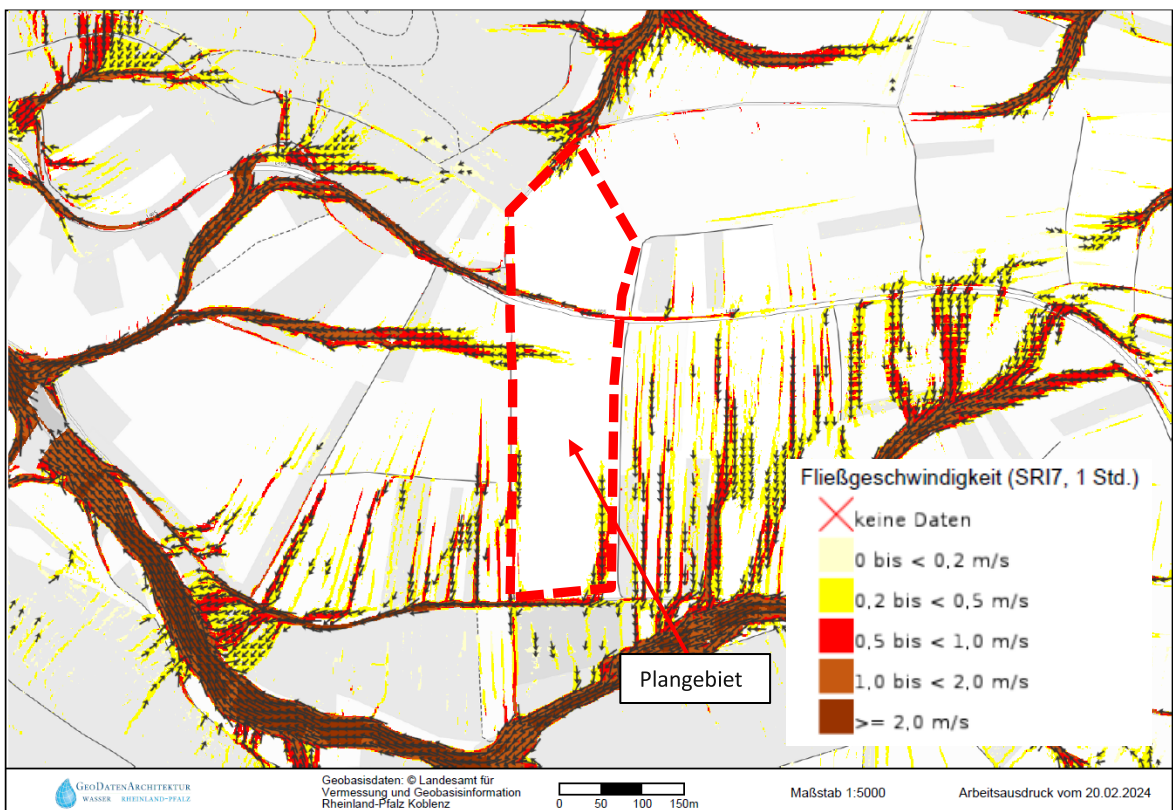 Fließgeschwindigkeit (SRI7, 1 Std.)
keine Daten
0 bis < 0,2 m/s
0,2 bis < 0,5 m/s
0,5 bis < 1,0 m/s
1,0 bis < 2,0 m/s
>= 2,0 m/s
Plangebiet
GEODATENARCHITEKTUR
WASSER RHEINLAND-PFALZ
Geobasisdaten: © Landesamt für
Vermessung und Geobasisinformation
Rheinland-Pfalz Koblenz
0 50 100 150m
Maßstab 1:5000
Arbeitsausdruck vom 20.02.2024